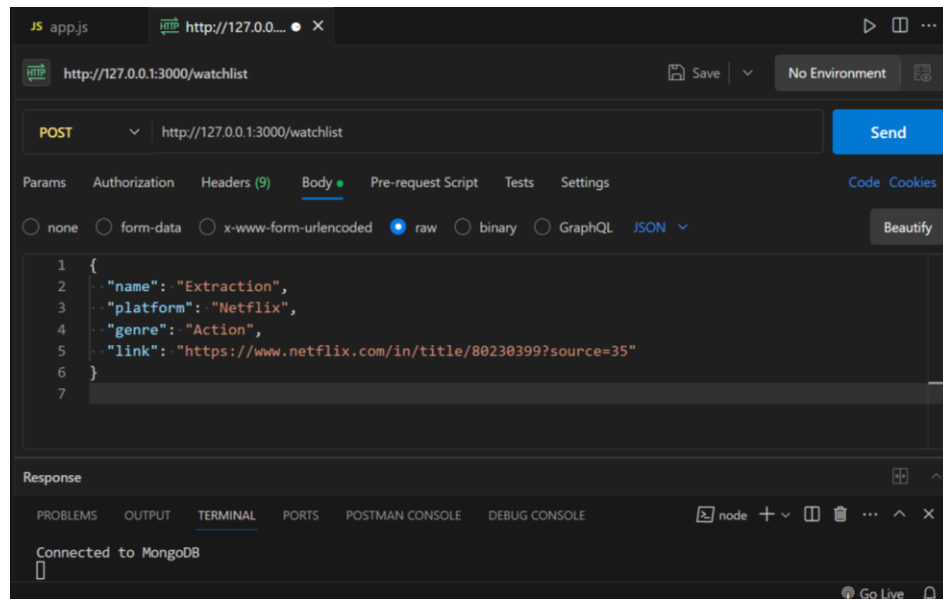 JS app.js HTTP http://127.0.0.... ● ×
HTTP http://127.0.0.1:3000/watchlist Save No Environment
POST http://127.0.0.1:3000/watchlist Send
Params Authorization Headers (9) Body Pre-request Script Tests Settings Code Cookies
none form-data x-www-form-urlencoded raw binary GraphQL JSON Beautify
1 {
2 "name": "Extraction",
3 "platform": "Netflix",
4 "genre": "Action",
5 "link": "https://www.netflix.com/in/title/80230399?source=35"
6 }
7
Response
PROBLEMS OUTPUT TERMINAL PORTS POSTMAN CONSOLE DEBUG CONSOLE node
Connected to MongoDB
Go Live